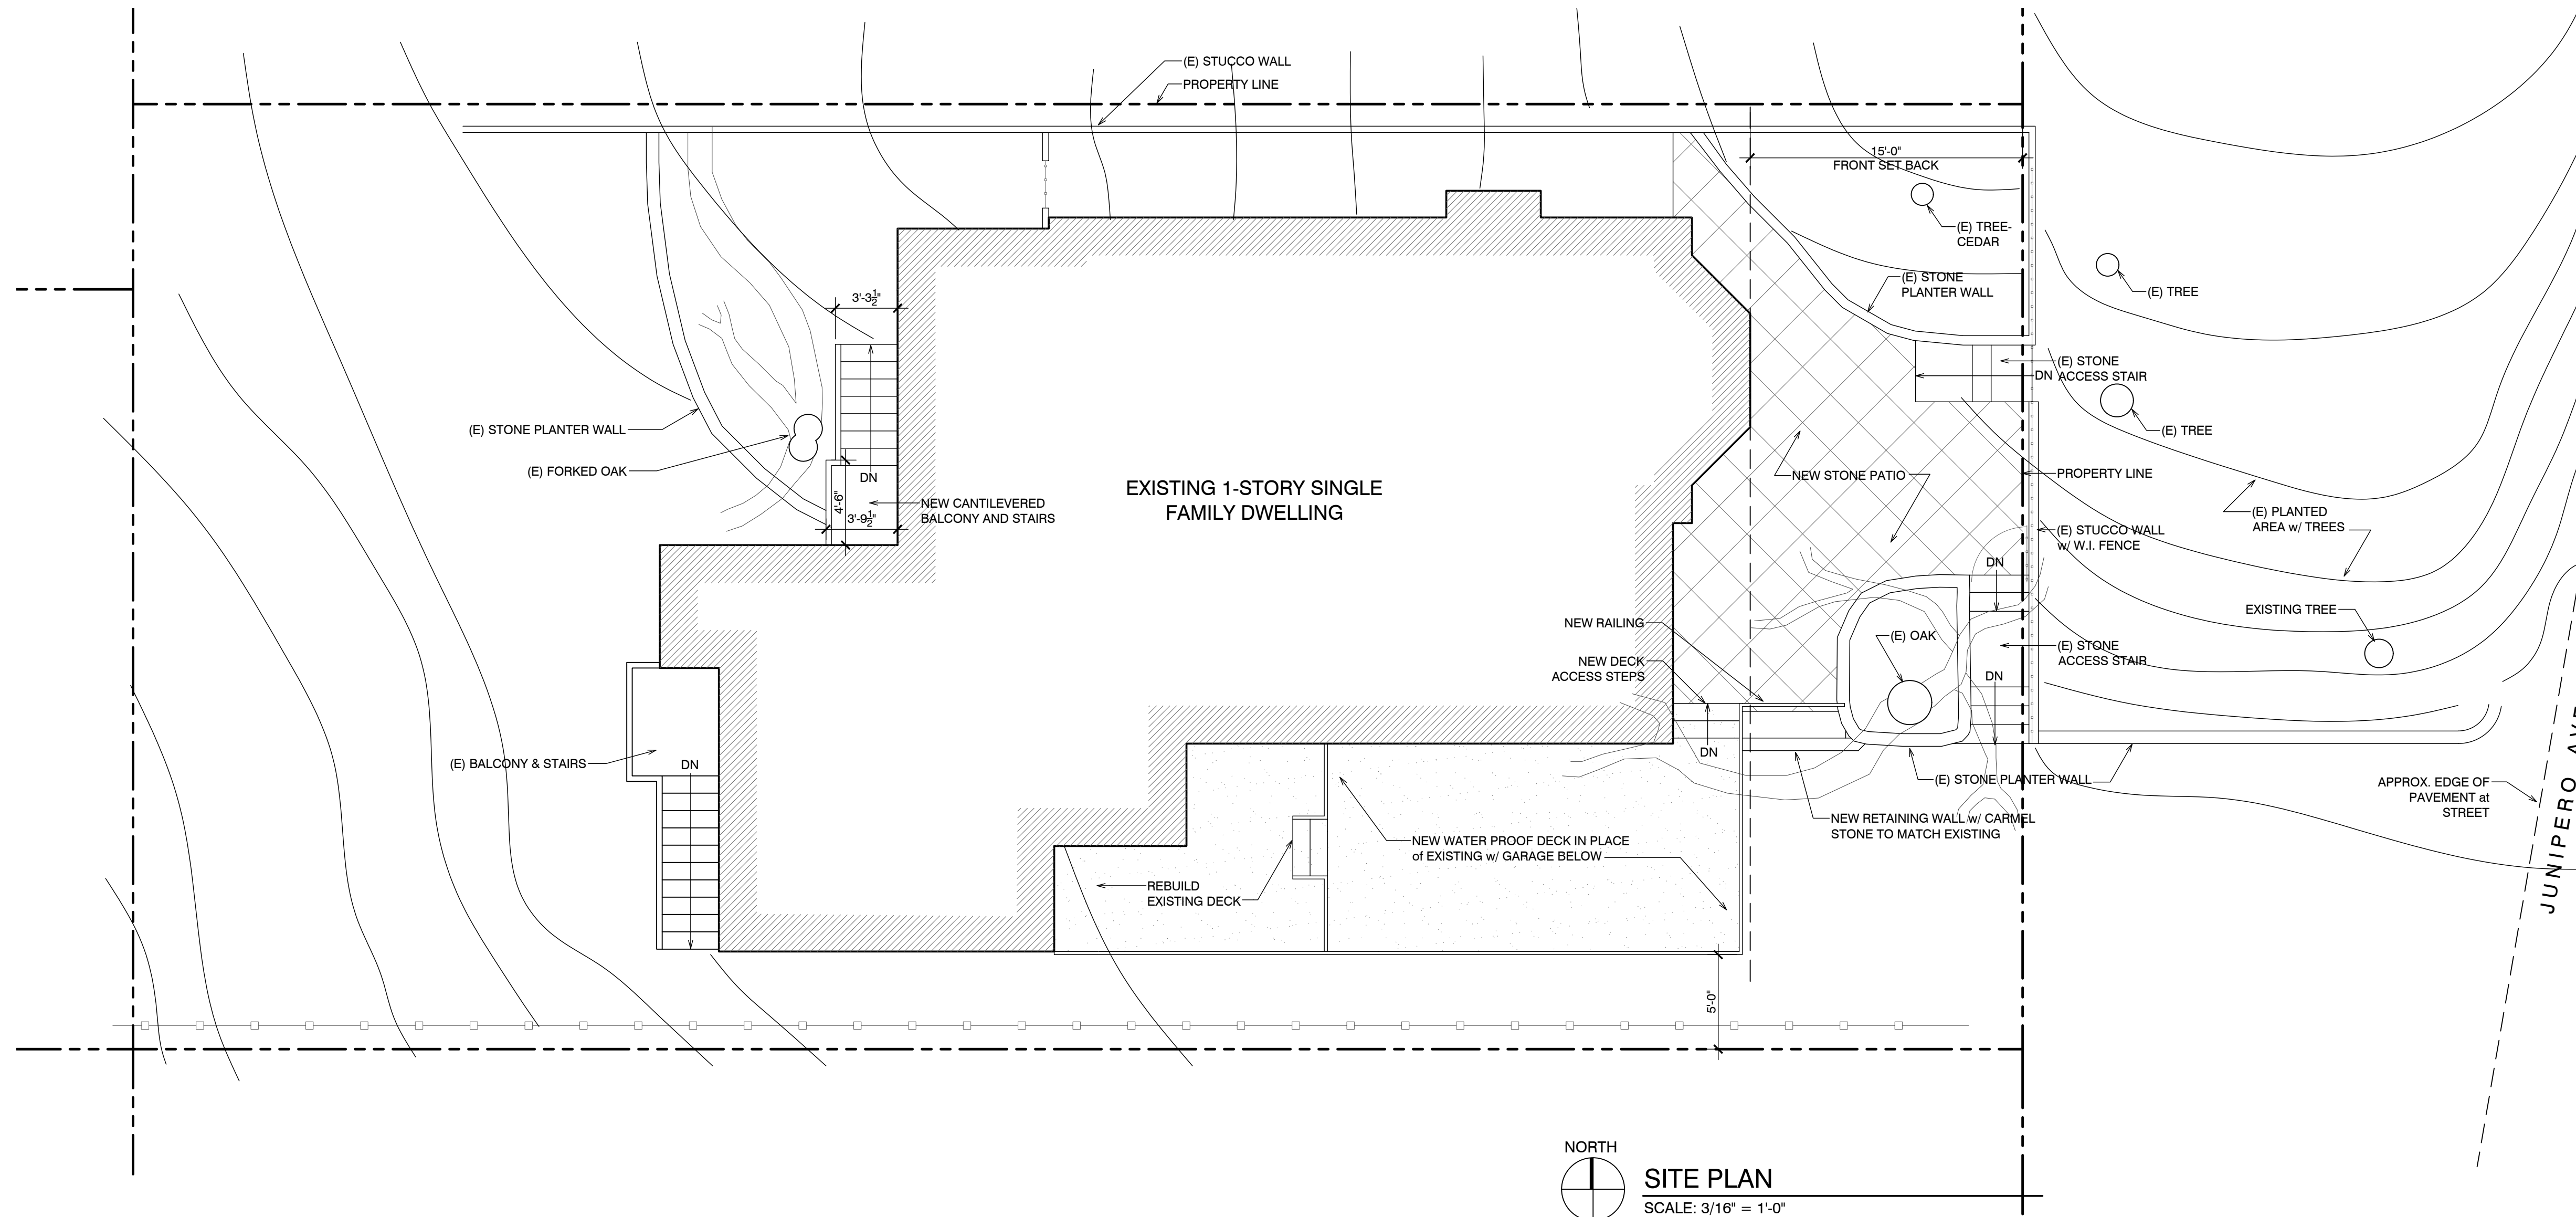 (E) STUCCO WALL
PROPERTY LINE
15'-0"
FRONT SET BACK
(E) TREE-
CEDAR
(E) STONE
PLANTER WALL
(E) TREE
3'-3½"
(E) STONE
ACCESS STAIR
DN
(E) TREE
(E) STONE PLANTER WALL
(E) FORKED OAK
DN
4'-6"
3'-9½"
NEW CANTILEVERED
BALCONY AND STAIRS
EXISTING 1-STORY SINGLE
FAMILY DWELLING
NEW STONE PATIO
PROPERTY LINE
(E) PLANTED
AREA w/ TREES
(E) STUCCO WALL
w/ W.I. FENCE
DN
EXISTING TREE
NEW RAILING
(E) OAK
(E) STONE
ACCESS STAIR
NEW DECK
ACCESS STEPS
DN
DN
(E) BALCONY & STAIRS
DN
(E) STONE PLANTER WALL
APPROX. EDGE OF
PAVEMENT at
STREET
NEW RETAINING WALL w/ CARMEL
STONE TO MATCH EXISTING
NEW WATER PROOF DECK IN PLACE
of EXISTING w/ GARAGE BELOW
REBUILD
EXISTING DECK
JUNIPERO AVE
5'-0"
NORTH
SITE PLAN
SCALE: 3/16" = 1'-0"